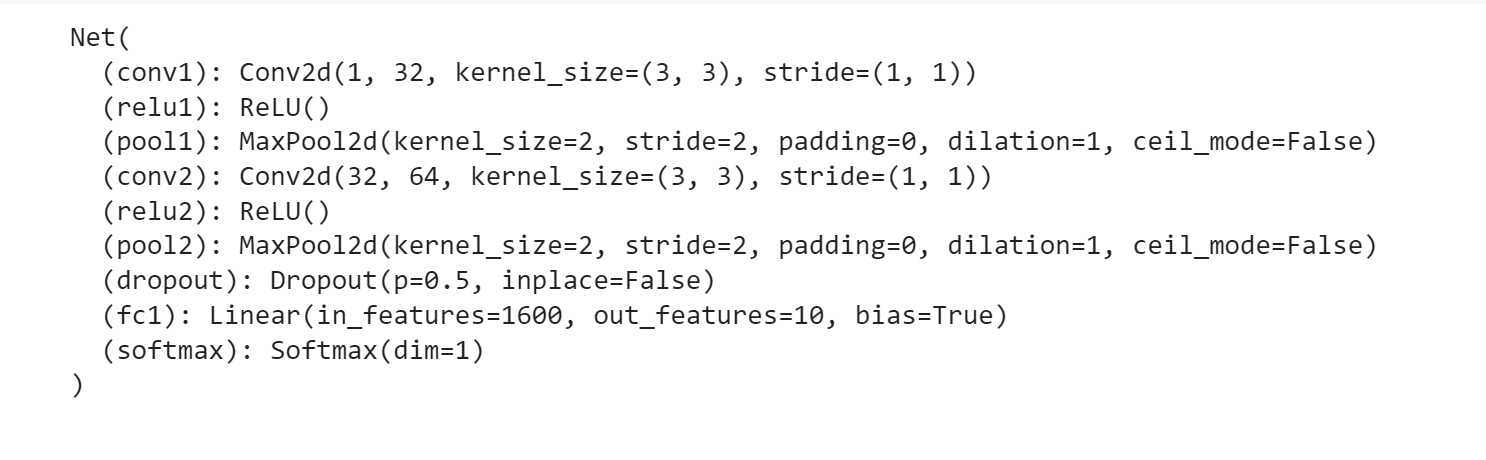 Net(
  (conv1): Conv2d(1, 32, kernel_size=(3, 3), stride=(1, 1))
  (relu1): ReLU()
  (pool1): MaxPool2d(kernel_size=2, stride=2, padding=0, dilation=1, ceil_mode=False)
  (conv2): Conv2d(32, 64, kernel_size=(3, 3), stride=(1, 1))
  (relu2): ReLU()
  (pool2): MaxPool2d(kernel_size=2, stride=2, padding=0, dilation=1, ceil_mode=False)
  (dropout): Dropout(p=0.5, inplace=False)
  (fc1): Linear(in_features=1600, out_features=10, bias=True)
  (softmax): Softmax(dim=1)
)